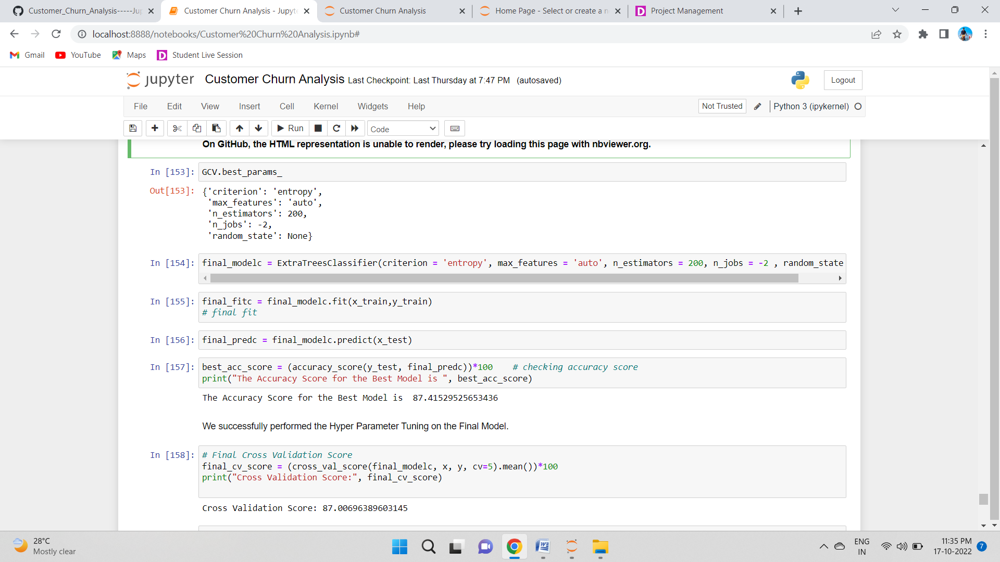 Customer_Churn_Analysis-----Jup
Customer Churn Analysis - Jupyte
Customer Churn Analysis
Home Page - Select or create a n
Project Management
localhost:8888/notebooks/Customer%20Churn%20Analysis.ipynb#
Gmail
YouTube
Maps
Student Live Session
jupyter
Customer Churn Analysis Last Checkpoint: Last Thursday at 7:47 PM (autosaved)
Logout
File Edit View Insert Cell Kernel Widgets Help
Not Trusted
Python 3 (ipykernel)
Run
Code
On GitHub, the HTML representation is unable to render, please try loading this page with nbviewer.org.
In [153]: GCV.best_params_
Out[153]: {'criterion': 'entropy',
'max_features': 'auto',
'n_estimators': 200,
'n_jobs': -2,
'random_state': None}
In [154]: final_modelc = ExtraTreesClassifier(criterion = 'entropy', max_features = 'auto', n_estimators = 200, n_jobs = -2 , random_state
In [155]: final_fitc = final_modelc.fit(x_train,y_train)
# final fit
In [156]: final_predc = final_modelc.predict(x_test)
In [157]: best_acc_score = (accuracy_score(y_test, final_predc))*100    # checking accuracy score
print("The Accuracy Score for the Best Model is ", best_acc_score)
The Accuracy Score for the Best Model is  87.41529525653436
We successfully performed the Hyper Parameter Tuning on the Final Model.
In [158]: # Final Cross Validation Score
final_cv_score = (cross_val_score(final_modelc, x, y, cv=5).mean())*100
print("Cross Validation Score:", final_cv_score)
Cross Validation Score: 87.00696389603145
28°C
Mostly clear
ENG
IN
11:35 PM
17-10-2022
7